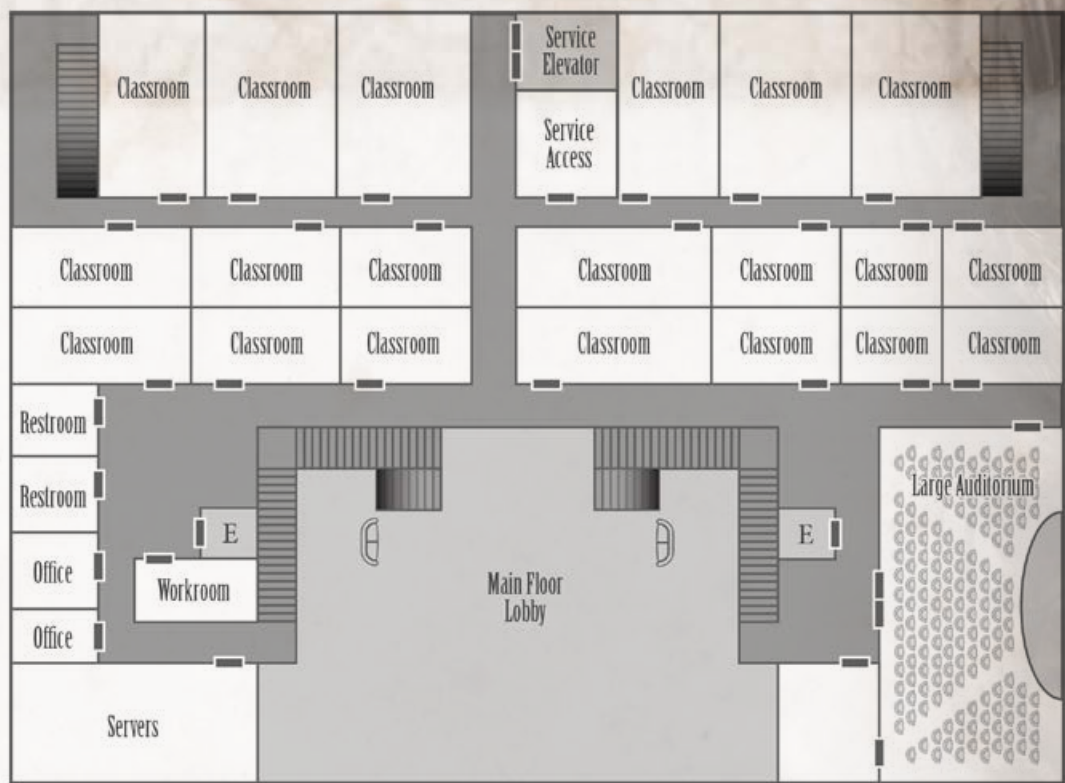 Service
Elevator
Classroom
Classroom
Classroom
Classroom
Classroom
Classroom
Service
Access
Classroom
Classroom
Classroom
Classroom
Classroom
Classroom
Classroom
Classroom
Classroom
Classroom
Classroom
Classroom
Classroom
Classroom
Restroom
Restroom
Large Auditorium
E
E
Office
Workroom
Main Floor
Lobby
Office
Servers